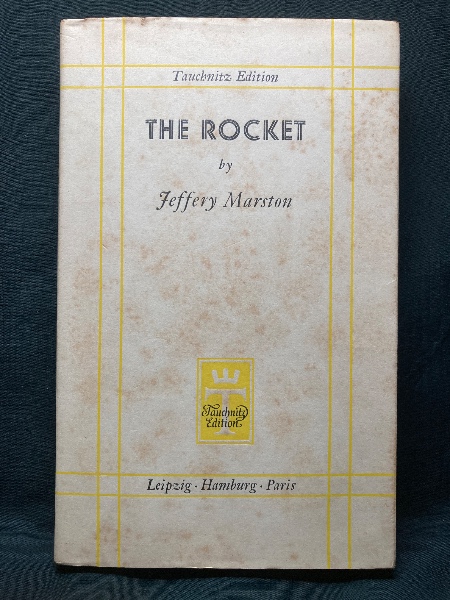 Tauchnitz Edition
THE ROCKET
by
Jeffery Marston
T
Tauchnitz
Edition
Leipzig · Hamburg · Paris